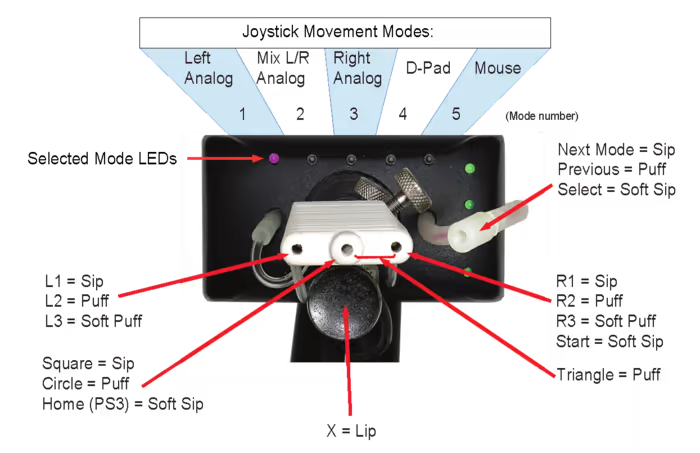 Joystick Movement Modes:
Left
Analog
Mix L/R
Analog
Right
Analog
D-Pad
Mouse
1
2
3
4
5
(Mode number)
Selected Mode LEDs
Next Mode = Sip
Previous = Puff
Select = Soft Sip
L1 = Sip
L2 = Puff
L3 = Soft Puff
R1 = Sip
R2 = Puff
R3 = Soft Puff
Start = Soft Sip
Square = Sip
Circle = Puff
Home (PS3) = Soft Sip
Triangle = Puff
X = Lip